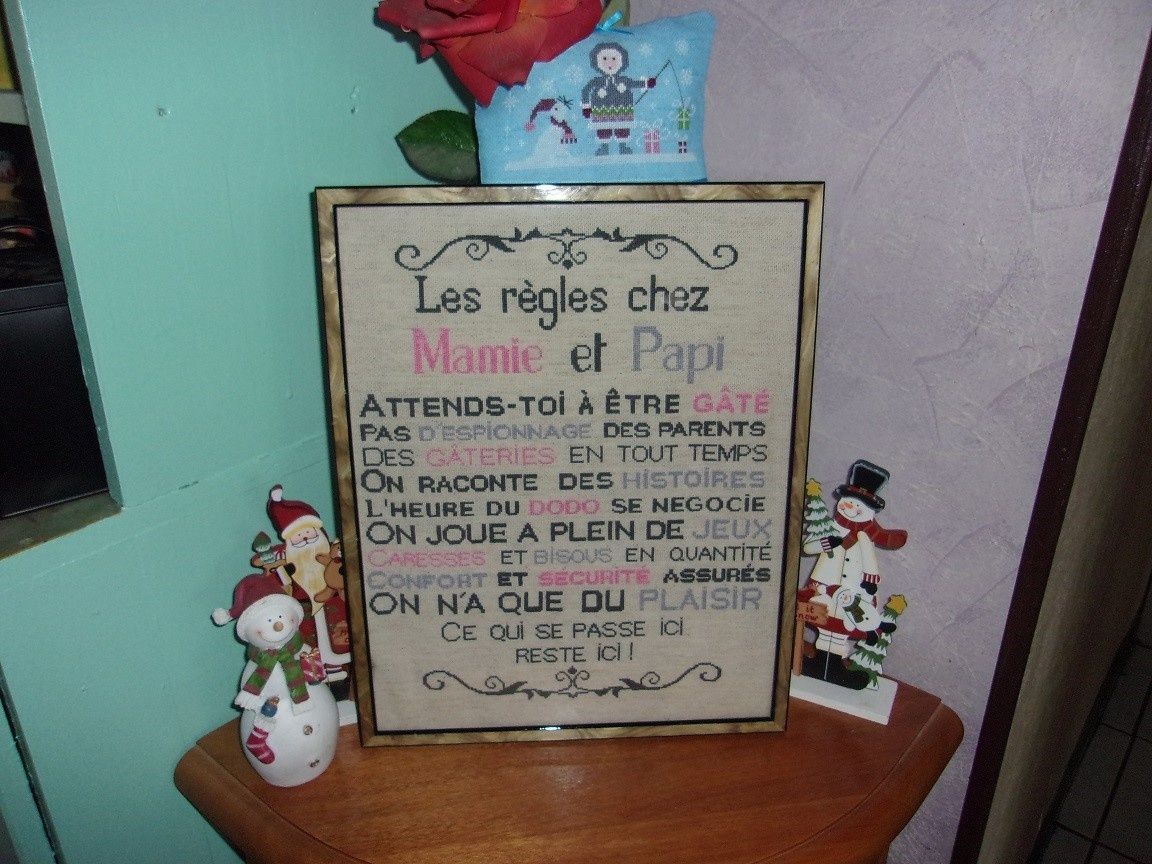 Les règles chez
Mamie et Papi
ATTENDS-TOI À ÊTRE GÂTÉ
PAS D'ESPIONNAGE DES PARENTS
DES GÂTERIES EN TOUT TEMPS
ON RACONTE DES HISTOIRES
L'HEURE DU DODO SE NEGOCIE
ON JOUE A PLEIN DE JEUX
CARESSES ET BISOUS EN QUANTITÉ
CONFORT ET SÉCURITÉ ASSURÉS
ON N'A QUE DU PLAISIR
CE QUI SE PASSE ICI
RESTE ICI !